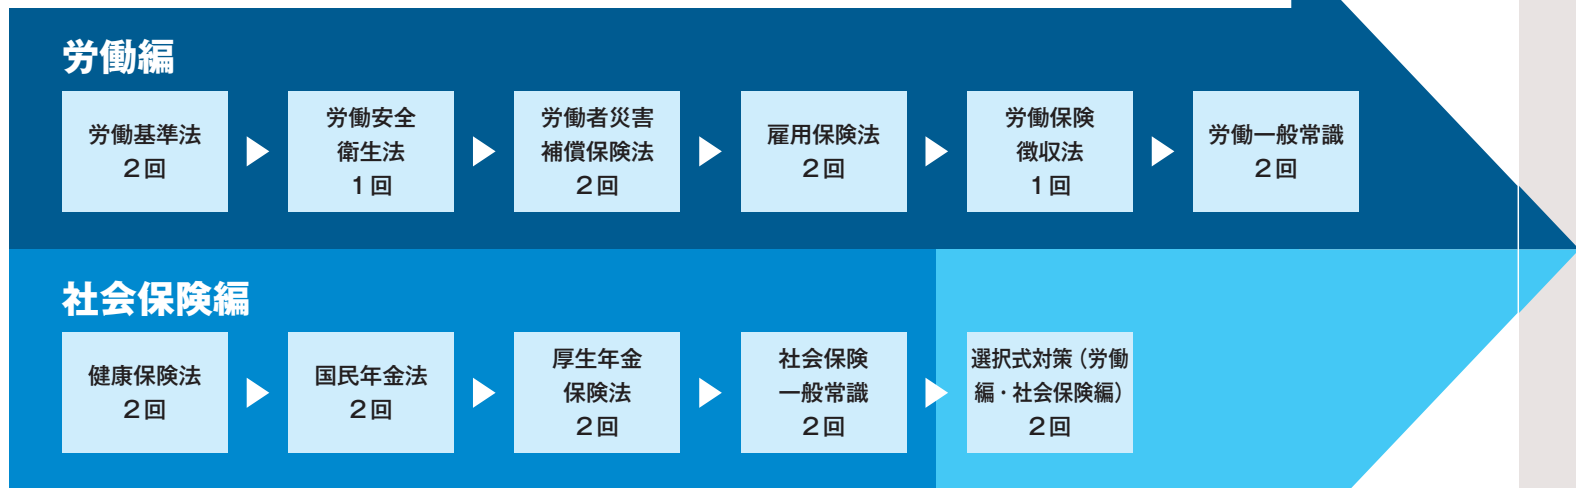 労働編
労働基準法
２回
労働安全
衛生法
１回
労働者災害
補償保険法
２回
雇用保険法
２回
労働保険
徴収法
１回
労働一般常識
２回
社会保険編
健康保険法
２回
国民年金法
２回
厚生年金
保険法
２回
社会保険
一般常識
２回
選択式対策（労働
編・社会保険編）
２回